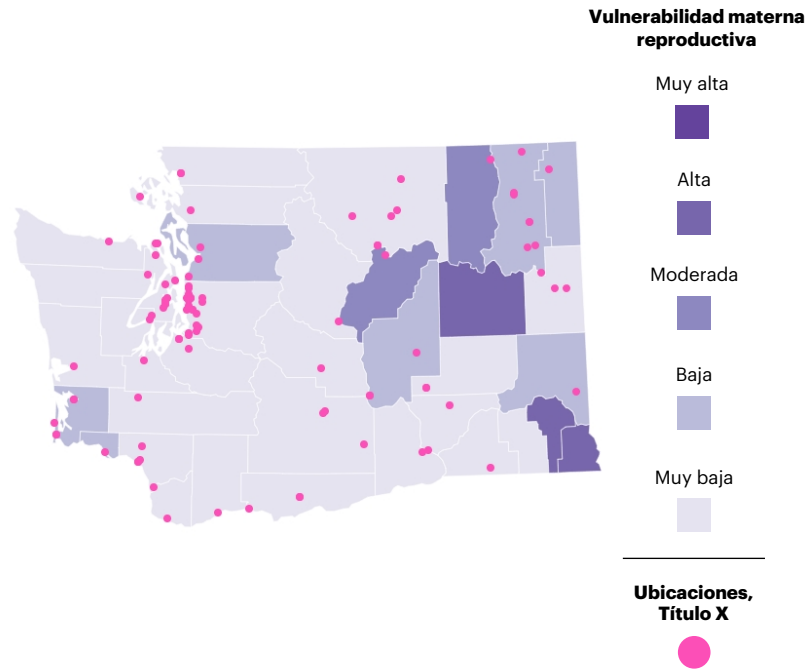 Vulnerabilidad materna
reproductiva
Muy alta
Alta
Moderada
Baja
Muy baja
Ubicaciones,
Título X